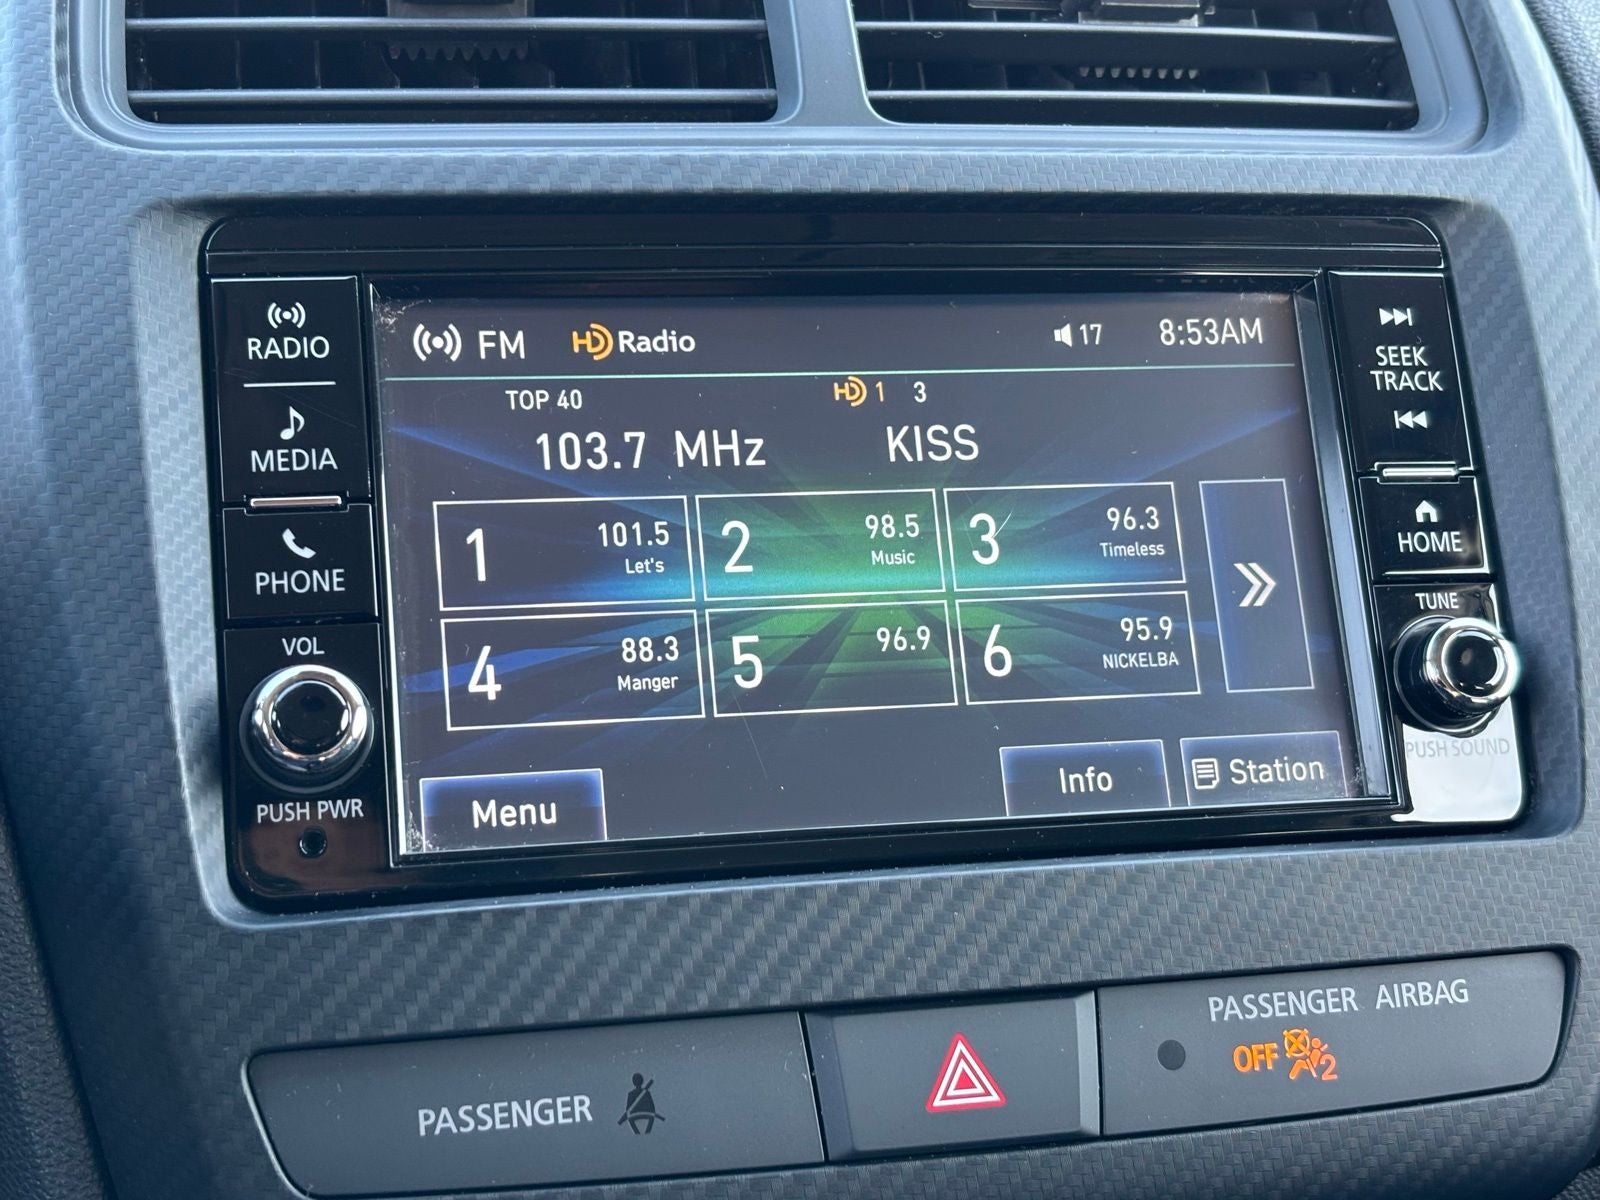 RADIO
MEDIA
PHONE
VOL
PUSH PWR
FM HD Radio 17 8:53AM
TOP 40 HD 1 3
103.7 MHz KISS
1 101.5 Let's
2 98.5 Music
3 96.3 Timeless
4 88.3 Manger
5 96.9
6 95.9 NICKELBA
Menu Info Station
SEEK
TRACK
HOME
TUNE
PUSH SOUND
PASSENGER
PASSENGER AIRBAG
OFF 2